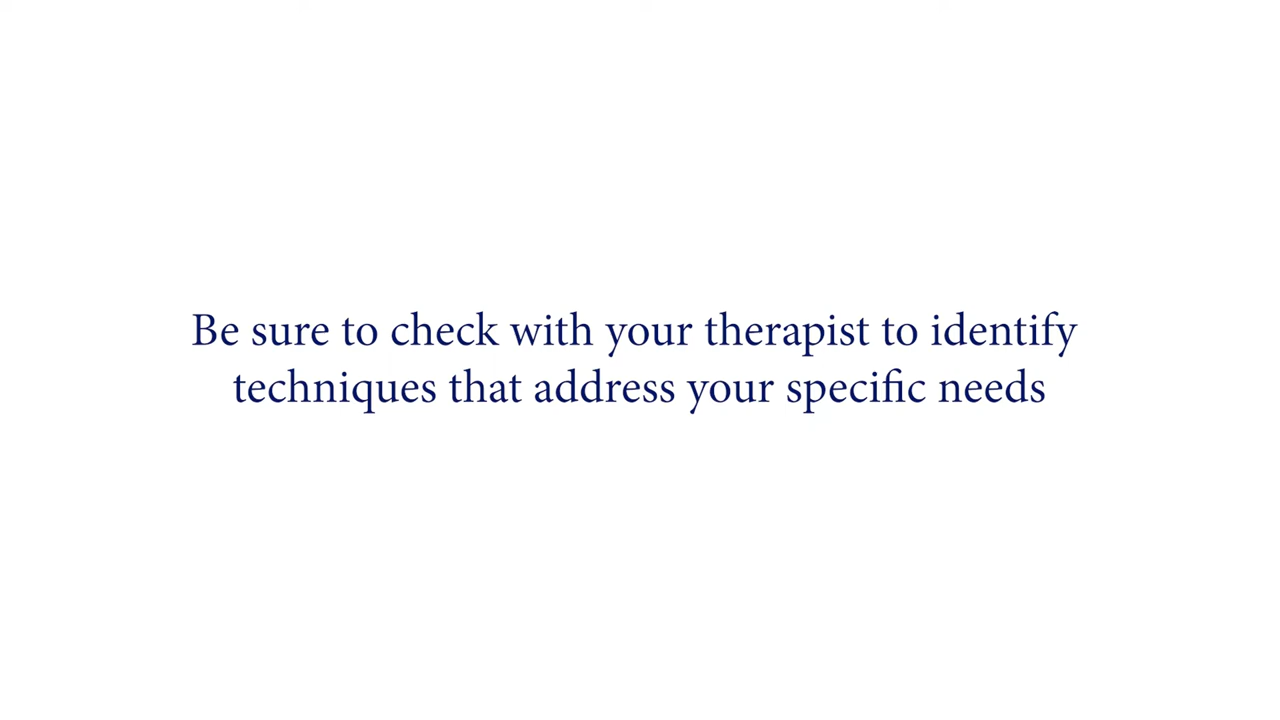 Be sure to check with your therapist to identify
techniques that address your specific needs